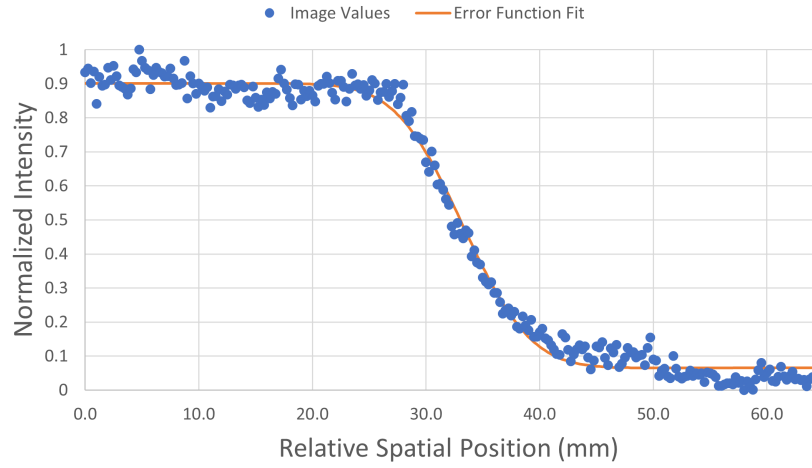 Image Values Error Function Fit
1
0.9
0.8
0.7
0.6
0.5
0.4
0.3
0.2
0.1
0
Normalized Intensity
0.0 10.0 20.0 30.0 40.0 50.0 60.0
Relative Spatial Position (mm)